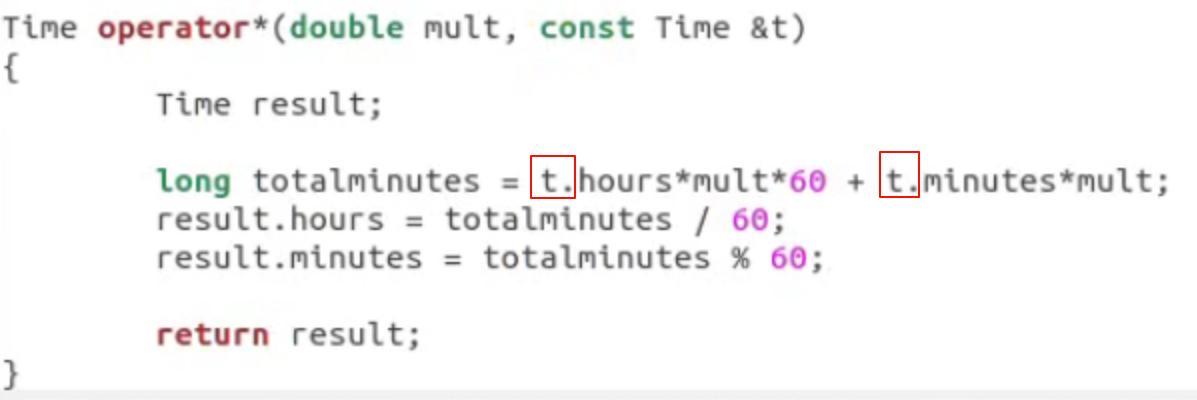 Time operator*(double mult, const Time &t)
{
Time result;
long totalminutes = t.hours*mult*60 + t.minutes*mult;
result.hours = totalminutes / 60;
result.minutes = totalminutes % 60;
return result;
}